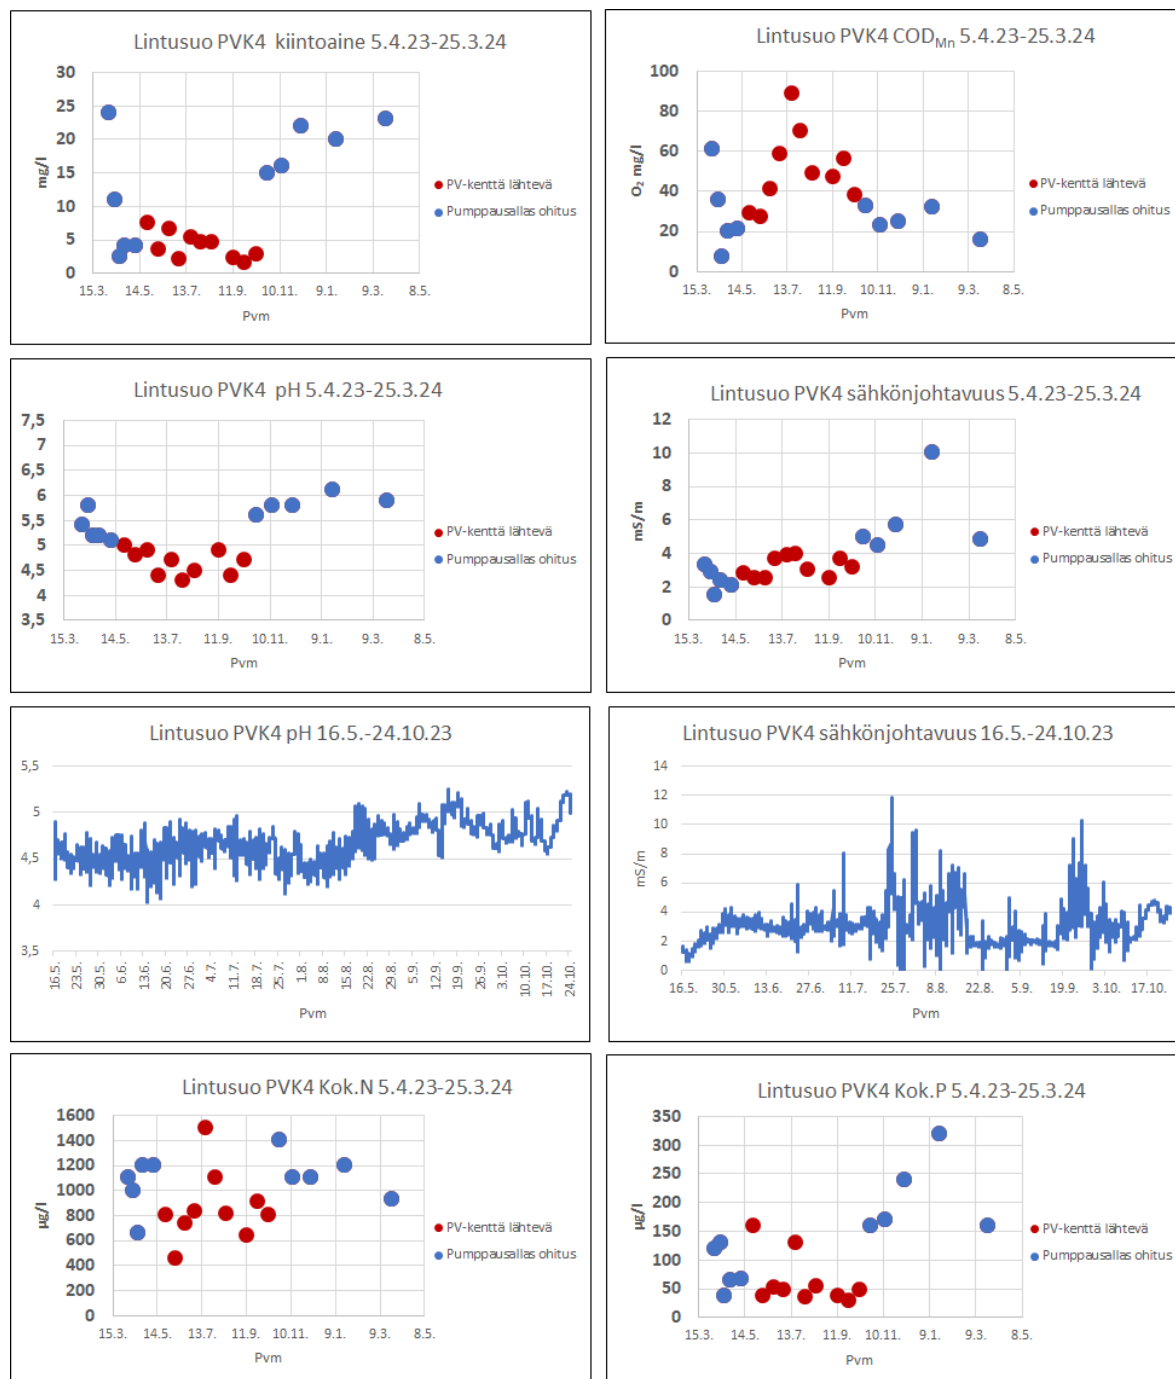 Lintusuo PVK4 kiintoaine 5.4.23-25.3.24
30
25
20
15
10
5
0
mg/l
15.3. 14.5. 13.7. 11.9. 10.11. 9.1. 9.3. 8.5.
Pvm
PV-kenttä lähtevä
Pumppausallas ohitus
Lintusuo PVK4 COD_Mn 5.4.23-25.3.24
100
80
60
40
20
0
O₂ mg/l
15.3. 14.5. 13.7. 11.9. 10.11. 9.1. 9.3. 8.5.
Pvm
PV-kenttä lähtevä
Pumppausallas ohitus
Lintusuo PVK4 pH 5.4.23-25.3.24
7,5
7
6,5
6
5,5
5
4,5
4
3,5
15.3. 14.5. 13.7. 11.9. 10.11. 9.1. 9.3. 8.5.
Pvm
PV-kenttä lähtevä
Pumppausallas ohitus
Lintusuo PVK4 sähkönjohtavuus 5.4.23-25.3.24
12
10
8
6
4
2
0
mS/m
15.3. 14.5. 13.7. 11.9. 10.11. 9.1. 9.3. 8.5.
Pvm
PV-kenttä lähtevä
Pumppausallas ohitus
Lintusuo PVK4 pH 16.5.-24.10.23
5,5
5
4,5
4
3,5
16.5. 23.5. 30.5. 6.6. 13.6. 20.6. 27.6. 4.7. 11.7. 18.7. 25.7. 1.8. 8.8. 15.8. 22.8. 29.8. 5.9. 12.9. 19.9. 26.9. 3.10. 10.10. 17.10. 24.10.
Pvm
Lintusuo PVK4 sähkönjohtavuus 16.5.-24.10.23
14
12
10
8
6
4
2
0
mS/m
16.5. 30.5. 13.6. 27.6. 11.7. 25.7. 8.8. 22.8. 5.9. 19.9. 3.10. 17.10.
Pvm
Lintusuo PVK4 Kok.N 5.4.23-25.3.24
1600
1400
1200
1000
800
600
400
200
0
µg/l
15.3. 14.5. 13.7. 11.9. 10.11. 9.1. 9.3. 8.5.
Pvm
PV-kenttä lähtevä
Pumppausallas ohitus
Lintusuo PVK4 Kok.P 5.4.23-25.3.24
350
300
250
200
150
100
50
0
µg/l
15.3. 14.5. 13.7. 11.9. 10.11. 9.1. 9.3. 8.5.
Pvm
PV-kenttä lähtevä
Pumppausallas ohitus